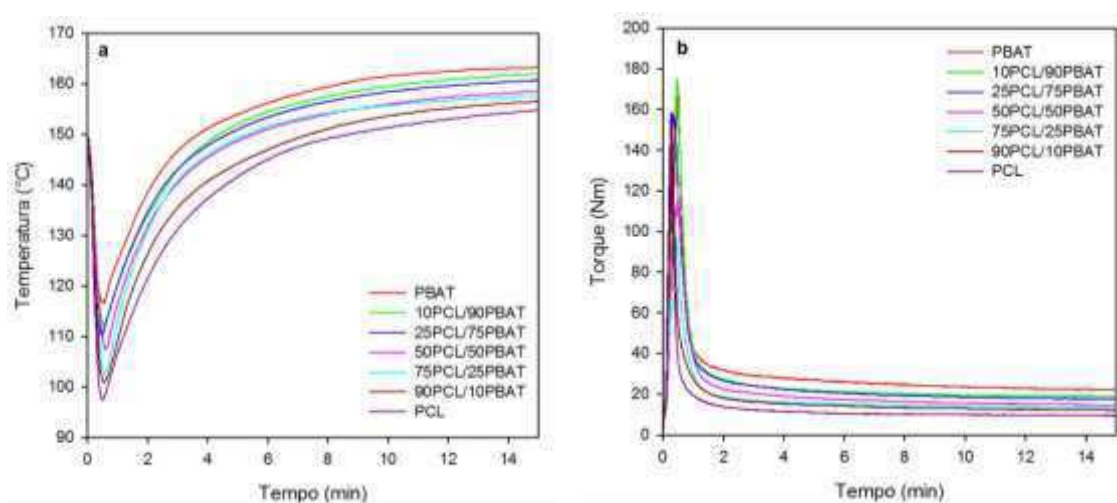 a
170
160
150
140
130
120
110
100
90
Temperatura (°C)
PBAT
10PCL/90PBAT
25PCL/75PBAT
50PCL/50PBAT
75PCL/25PBAT
90PCL/10PBAT
PCL
0 2 4 6 8 10 12 14
Tempo (min)
b
200
180
160
140
120
100
80
60
40
20
0
Torque (Nm)
PBAT
10PCL/90PBAT
25PCL/75PBAT
50PCL/50PBAT
75PCL/25PBAT
90PCL/10PBAT
PCL
0 2 4 6 8 10 12 14
Tempo (min)